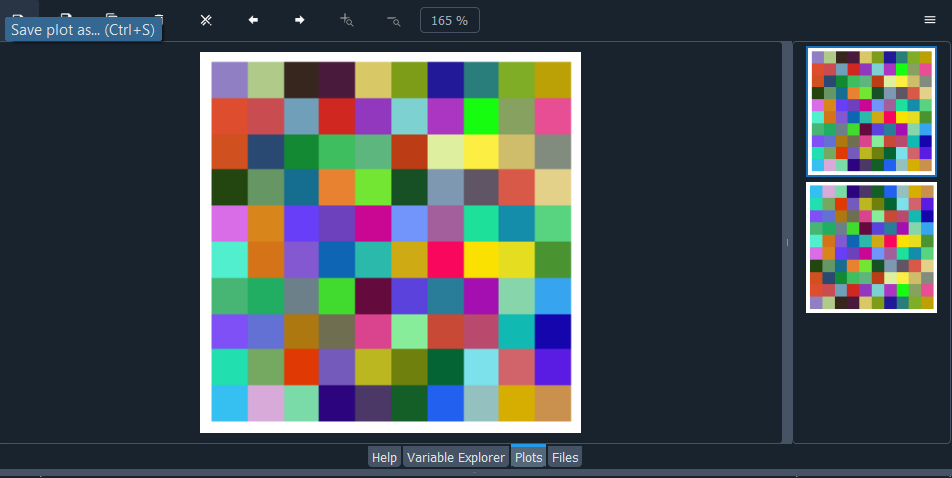 Save plot as... (Ctrl+S)
165 %
Help
Variable Explorer
Plots
Files